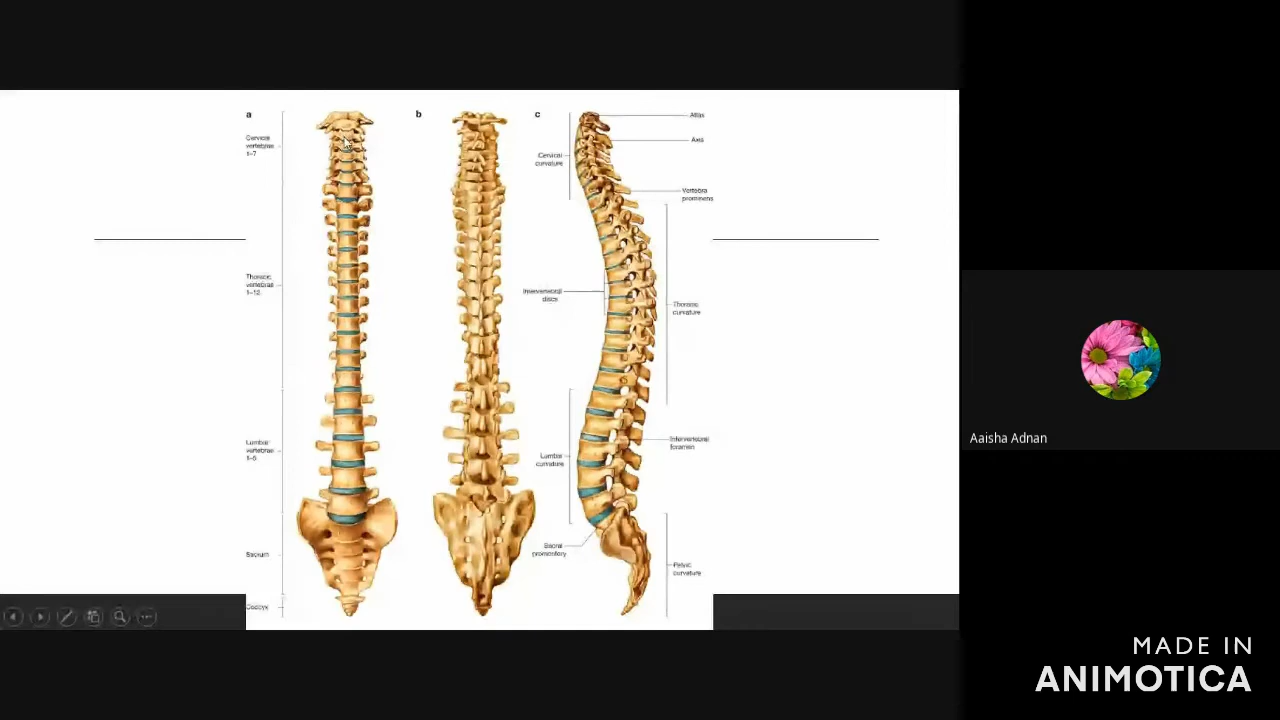 a
Cervical
vertebrae
1–7
Thoracic
vertebrae
1–12
Lumbar
vertebrae
1–5
Sacrum
Coccyx
b
c
Cervical
curvature
Intervertebral
discs
Lumbar
curvature
Sacral
promontory
Atlas
Axis
Vertebra
prominens
Thoracic
curvature
Intervertebral
foramen
Pelvic
curvature
Aaisha Adnan
MADE IN
ANIMOTICA